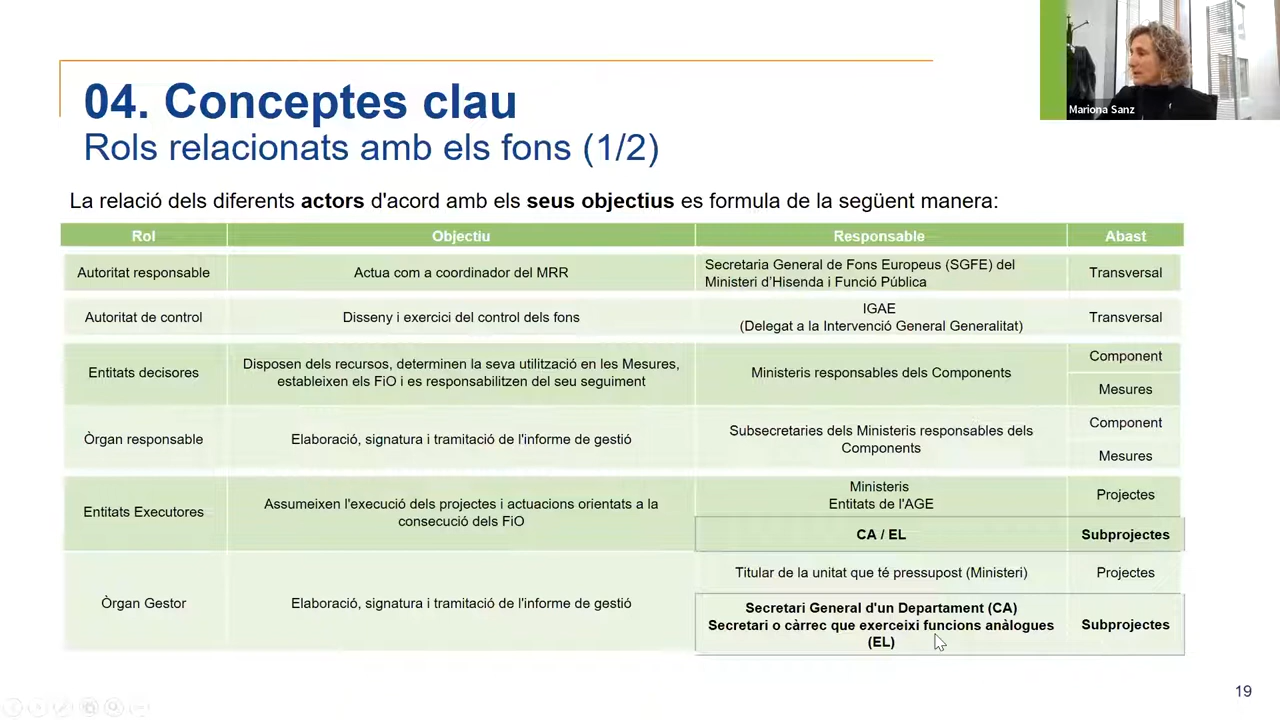 Mariona Sanz
04. Conceptes clau
Rols relacionats amb els fons (1/2)
La relació dels diferents actors d'acord amb els seus objectius es formula de la següent manera:
Rol Objectiu Responsable Abast
Autoritat responsable
Actua com a coordinador del MRR
Secretaria General de Fons Europeus (SGFE) del
Ministeri d'Hisenda i Funció Pública
Transversal
Autoritat de control
Disseny i exercici del control dels fons
IGAE
(Delegat a la Intervenció General Generalitat)
Transversal
Entitats decisores
Disposen dels recursos, determinen la seva utilització en les Mesures,
estableixen els FiO i es responsabilitzen del seu seguiment
Ministeris responsables dels Components
Component
Mesures
Òrgan responsable
Elaboració, signatura i tramitació de l'informe de gestió
Subsecretaries dels Ministeris responsables dels
Components
Component
Mesures
Entitats Executores
Assumeixen l'execució dels projectes i actuacions orientats a la
consecució dels FiO
Ministeris
Entitats de l'AGE
Projectes
CA / EL
Subprojectes
Òrgan Gestor
Elaboració, signatura i tramitació de l'informe de gestió
Titular de la unitat que té pressupost (Ministeri)
Projectes
Secretari General d'un Departament (CA)
Secretari o càrrec que exerceixi funcions anàlogues
(EL)
Subprojectes
19